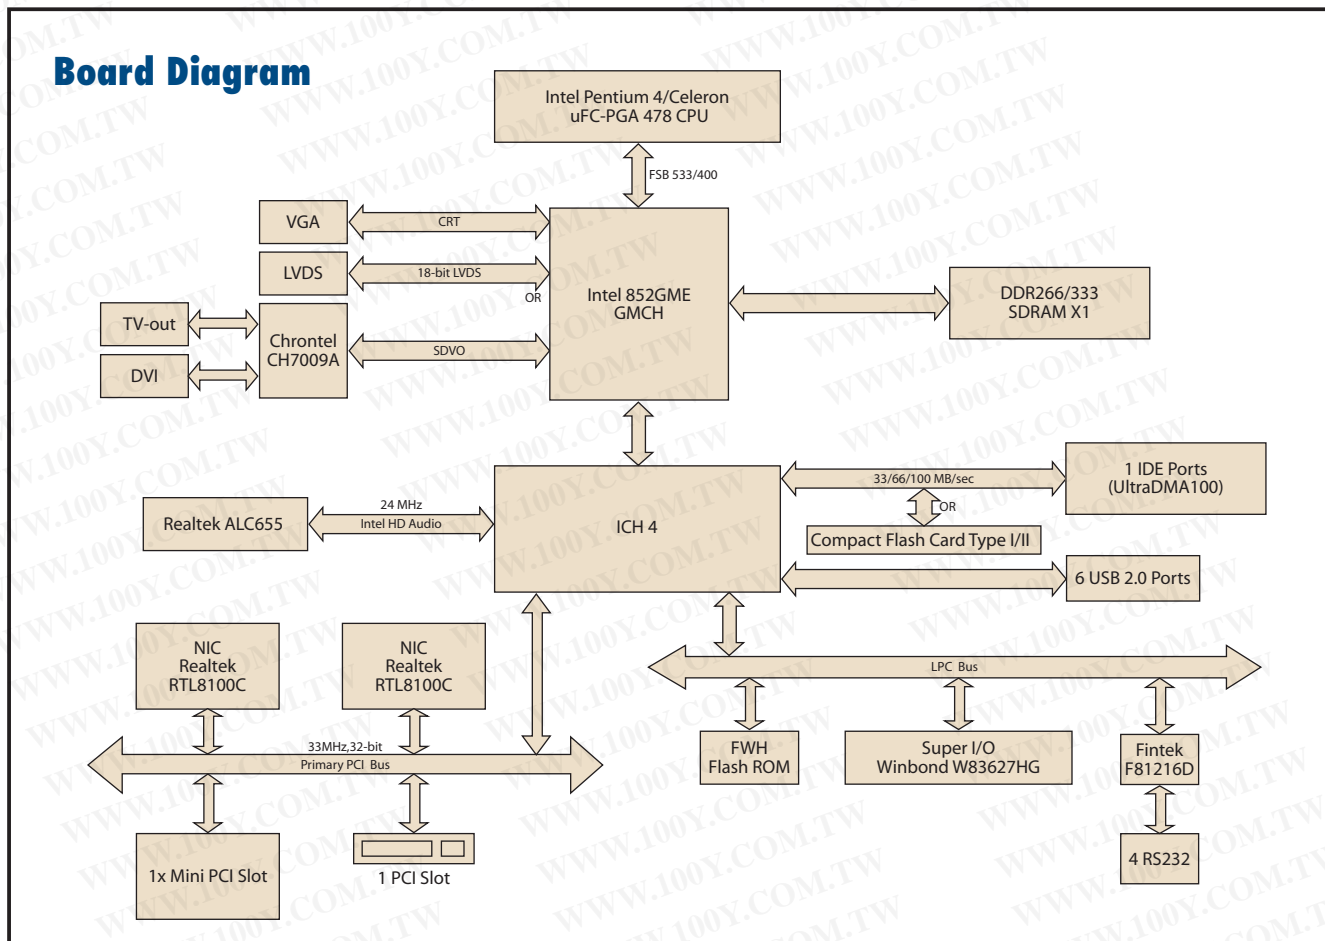 Board Diagram
Intel Pentium 4/Celeron
uFC-PGA 478 CPU
FSB 533/400
VGA
CRT
LVDS
18-bit LVDS
OR
Intel 852GME
GMCH
DDR266/333
SDRAM X1
TV-out
Chrontel
CH7009A
SDVO
DVI
33/66/100 MB/sec
1 IDE Ports
(UltraDMA100)
OR
24 MHz
Realtek ALC655
Intel HD Audio
ICH 4
Compact Flash Card Type I/II
6 USB 2.0 Ports
NIC
Realtek
RTL8100C
NIC
Realtek
RTL8100C
LPC Bus
33MHz,32-bit
Primary PCI Bus
FWH
Flash ROM
Super I/O
Winbond W83627HG
Fintek
F81216D
1x Mini PCI Slot
1 PCI Slot
4 RS232
WWW.100Y.COM.TW